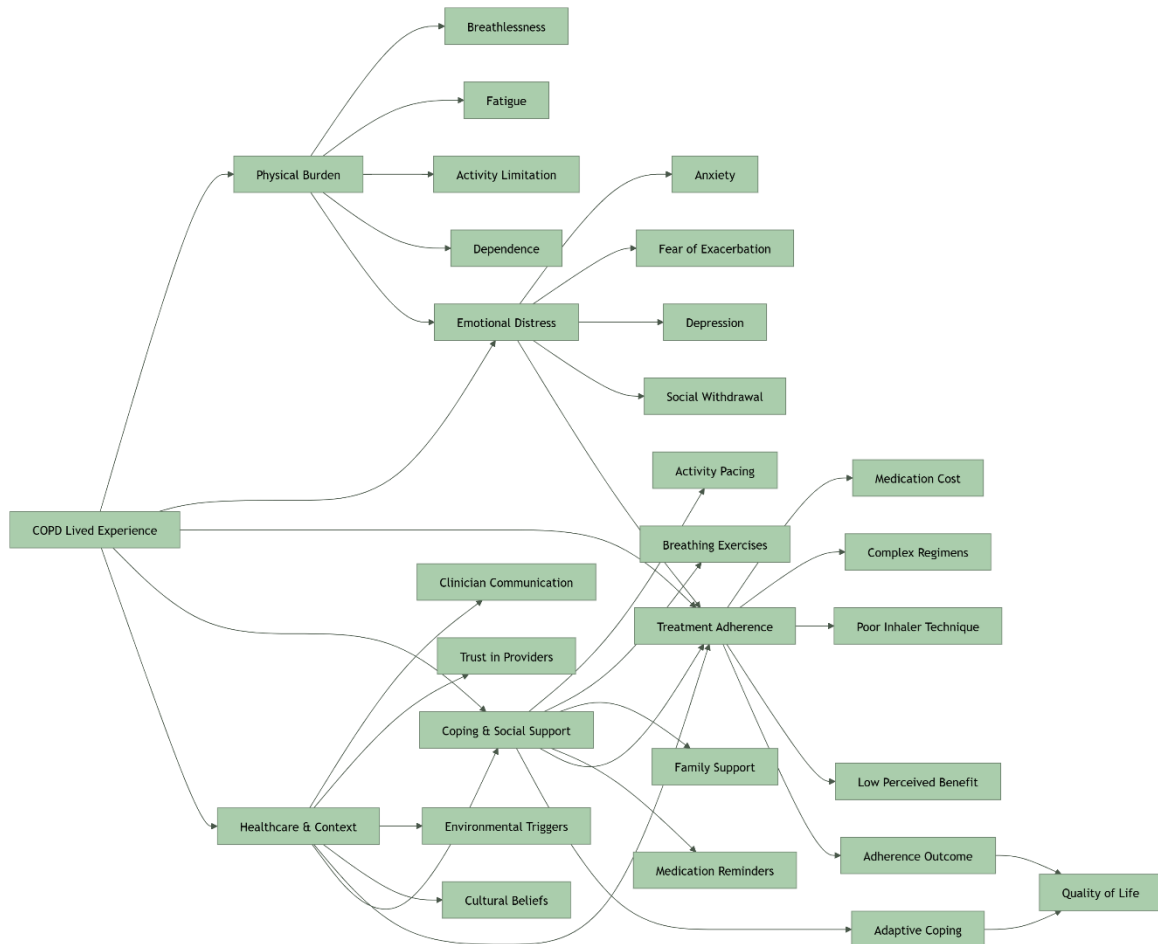 Breathlessness
Fatigue
Physical Burden
Activity Limitation
Anxiety
Dependence
Fear of Exacerbation
Emotional Distress
Depression
Social Withdrawal
Activity Pacing
Medication Cost
COPD Lived Experience
Breathing Exercises
Complex Regimens
Clinician Communication
Treatment Adherence
Poor Inhaler Technique
Trust in Providers
Coping & Social Support
Family Support
Low Perceived Benefit
Healthcare & Context
Environmental Triggers
Medication Reminders
Adherence Outcome
Quality of Life
Cultural Beliefs
Adaptive Coping